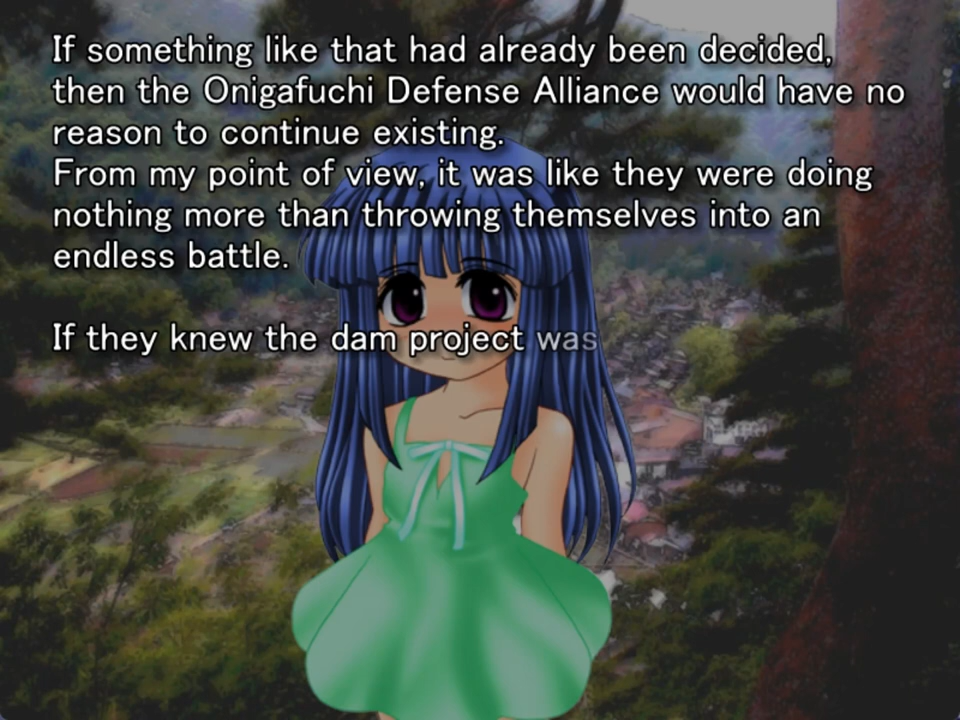 If something like that had already been decided,
then the Onigafuchi Defense Alliance would have no
reason to continue existing.
From my point of view, it was like they were doing
nothing more than throwing themselves into an
endless battle.
If they knew the dam project was